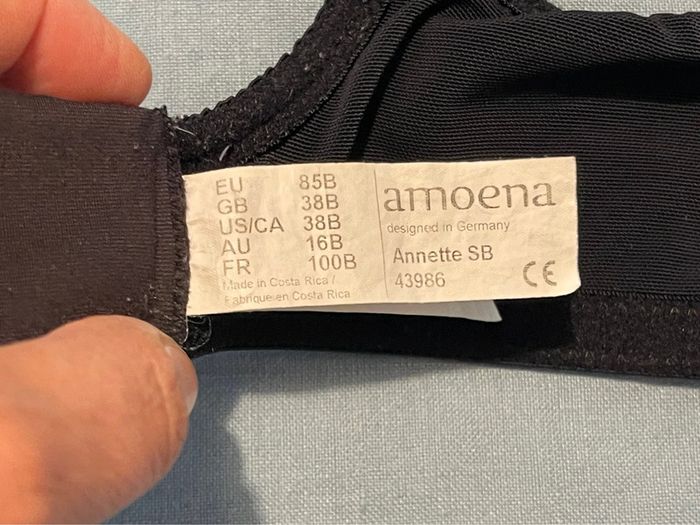 EU 85B
GB 38B
US/CA 38B
AU 16B
FR 100B
Made in Costa Rica /
Fabrique en Costa Rica
amoena
designed in Germany
Annette SB
43986 CE